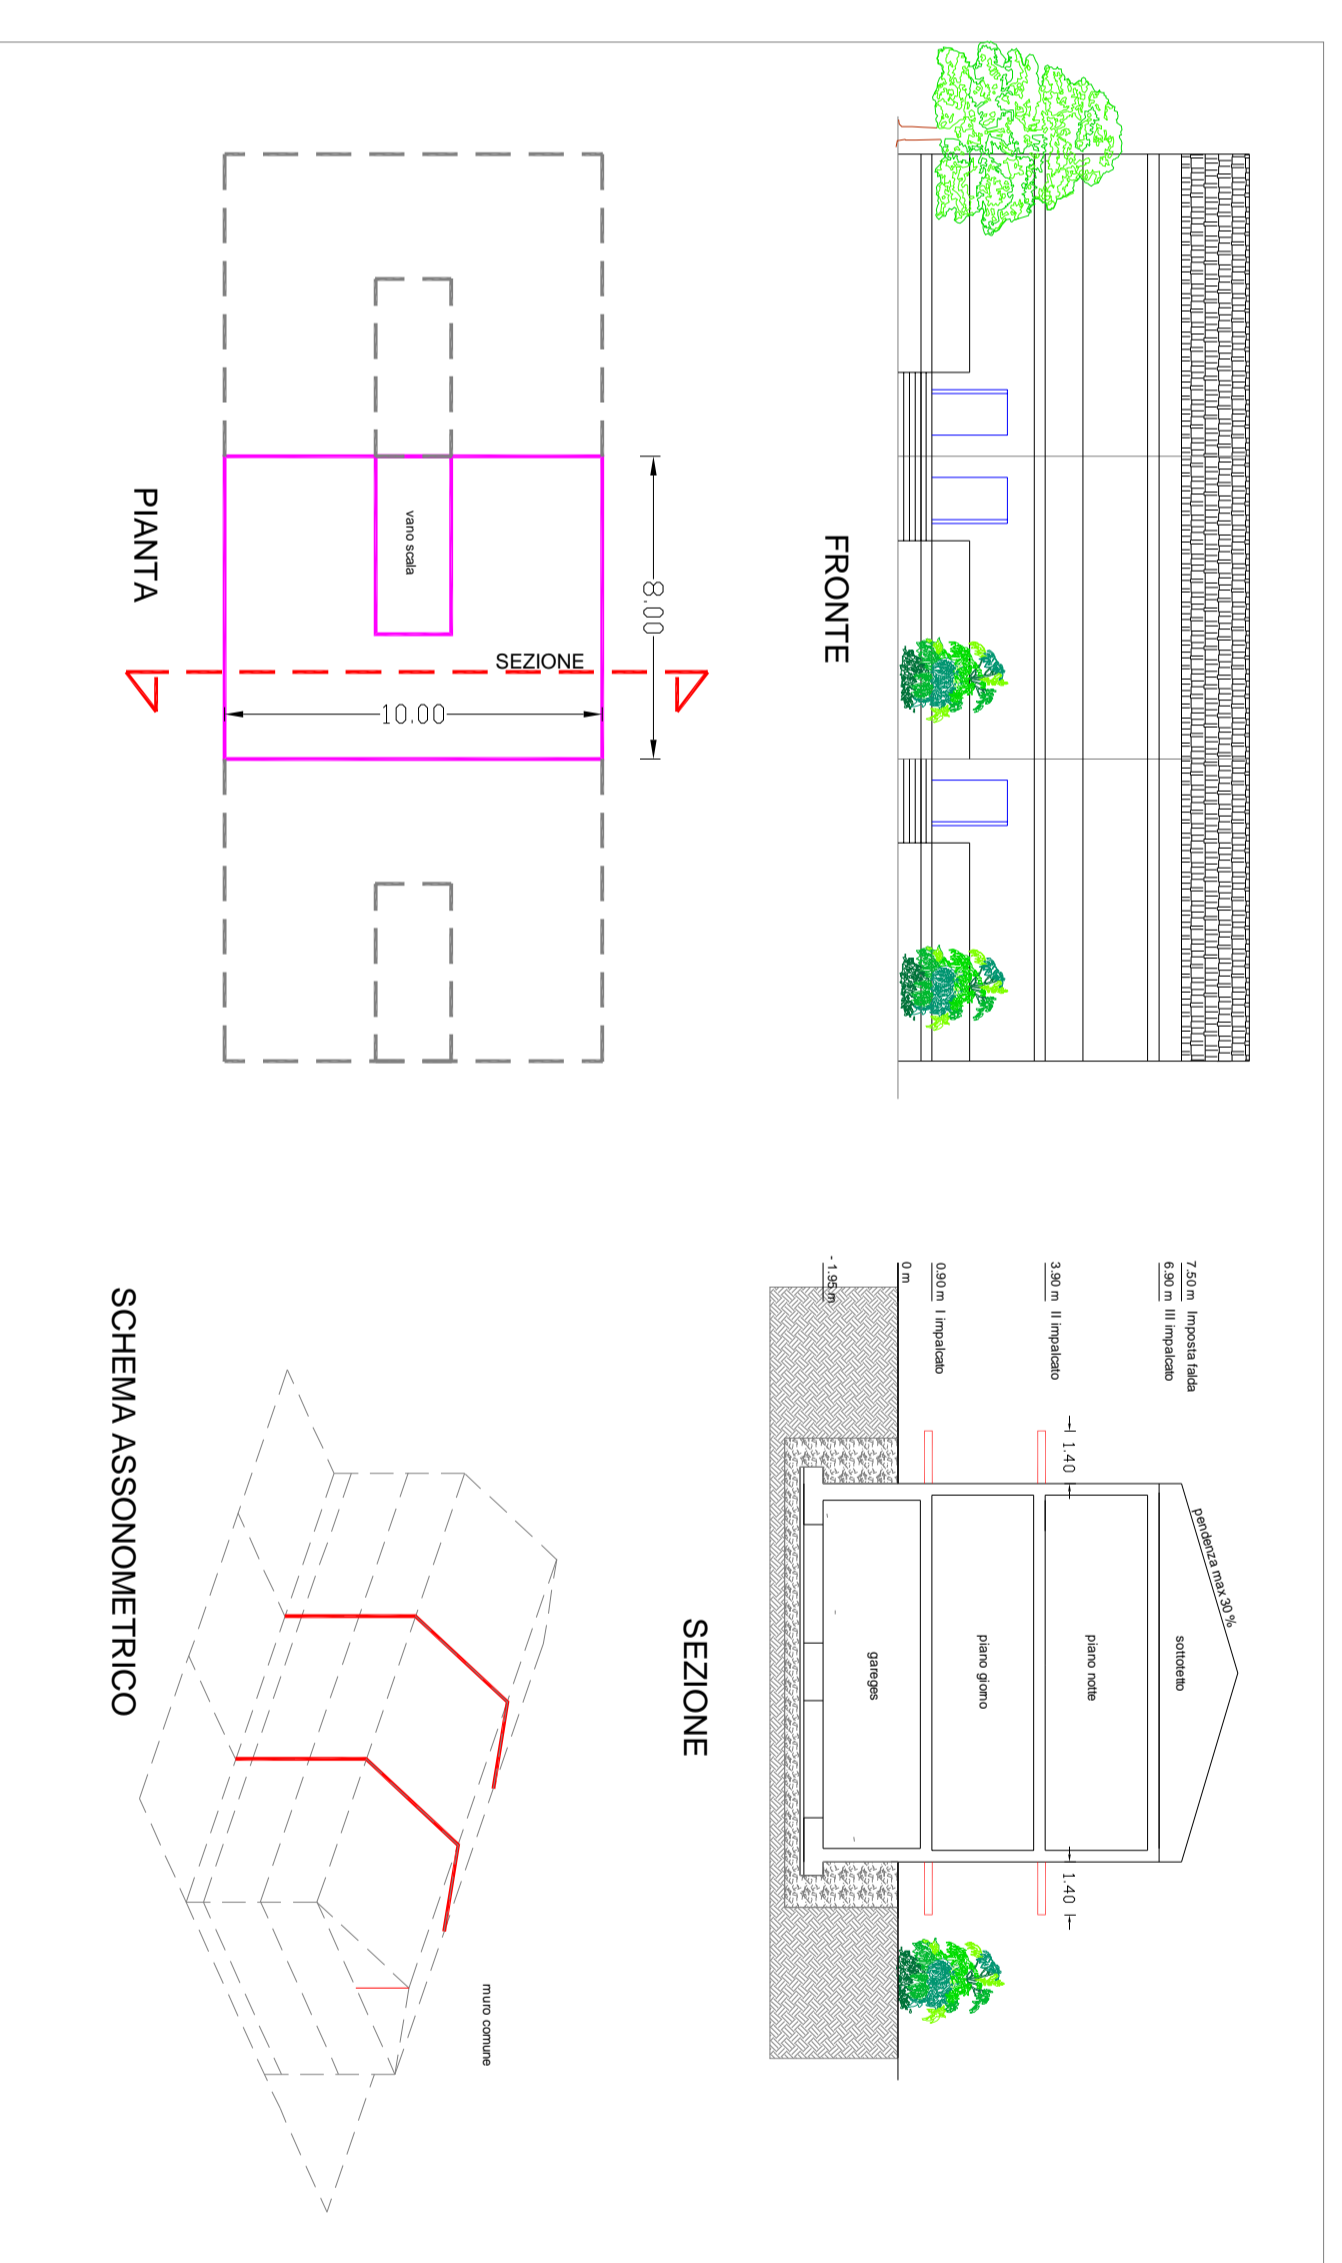 FRONTE
8.00
vano scala
SEZIONE
10.00
PIANTA
7.50 m Imposta falda
6.90 m III impalcato
3.90 m II impalcato
0.90 m I impalcato
0 m
- 1.95 m
pendenza max 30 %
sottotetto
1.40
1.40
piano notte
piano giorno
gareges
SEZIONE
muro comune
SCHEMA ASSONOMETRICO